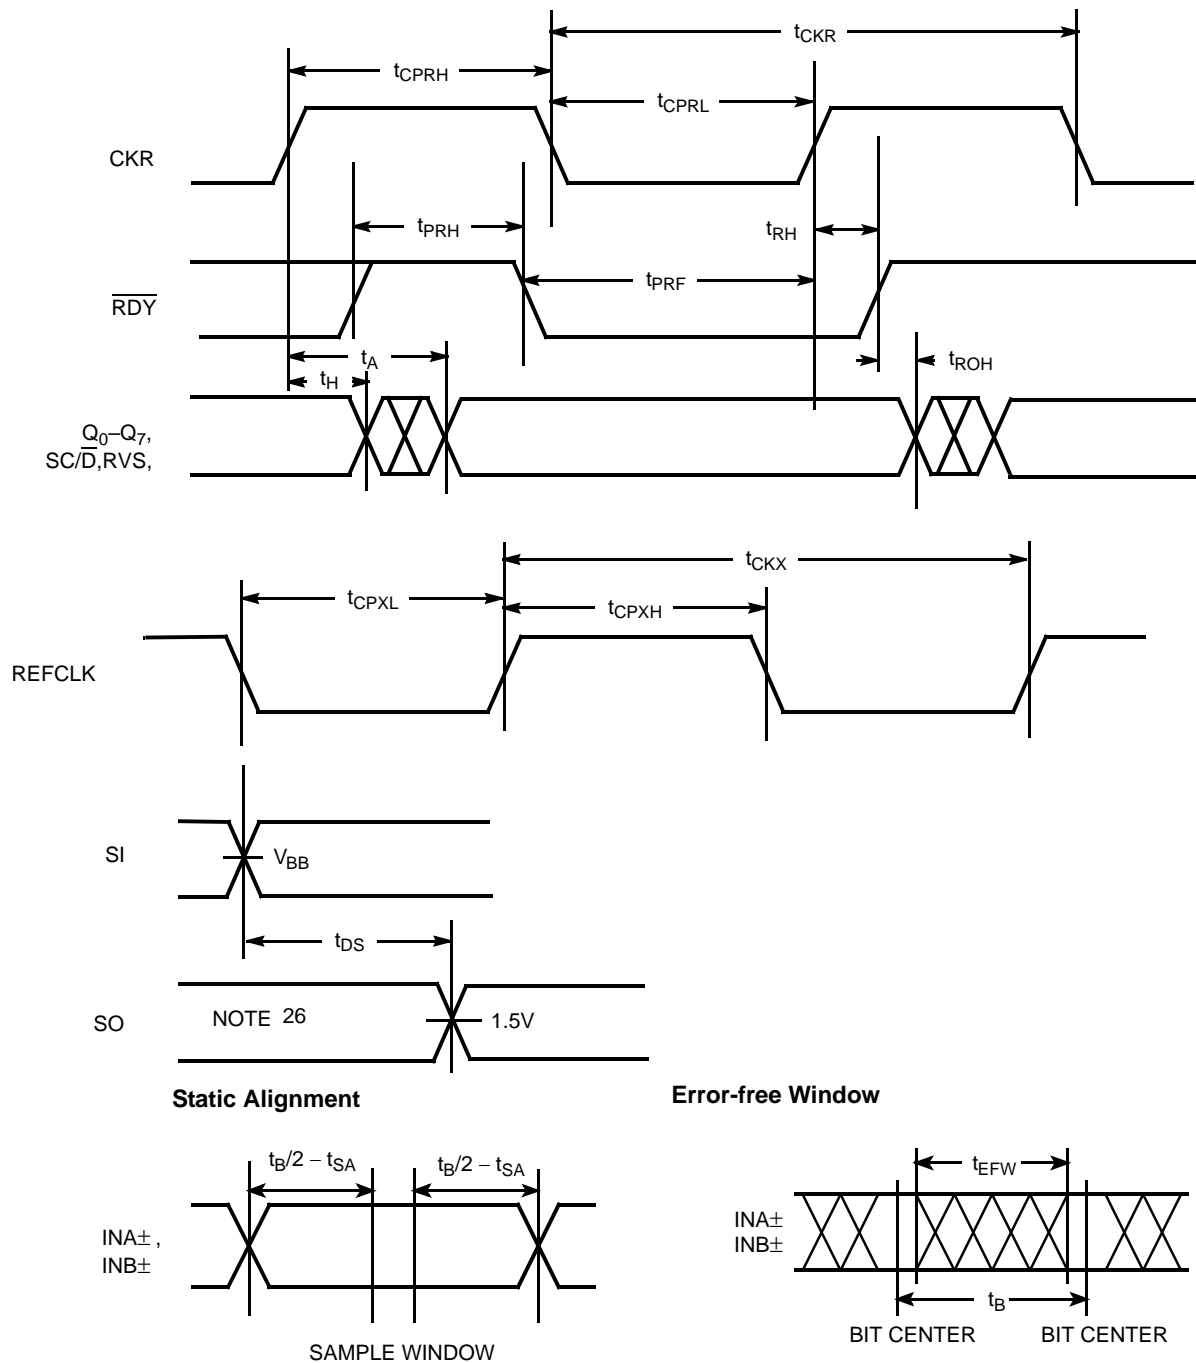 tCKR
tCPRH
tCPRL
CKR
tPRH
tRH
tPRF
RDY
tA
tROH
tH
Q0–Q7,
SC/D,RVS,
tCKX
tCPXL
tCPXH
REFCLK
SI
VBB
tDS
SO
NOTE 26
1.5V
Static Alignment
Error-free Window
tB/2 − tSA
tB/2 − tSA
tEFW
INA± ,
INB±
INA±
INB±
tB
BIT CENTER
BIT CENTER
SAMPLE WINDOW